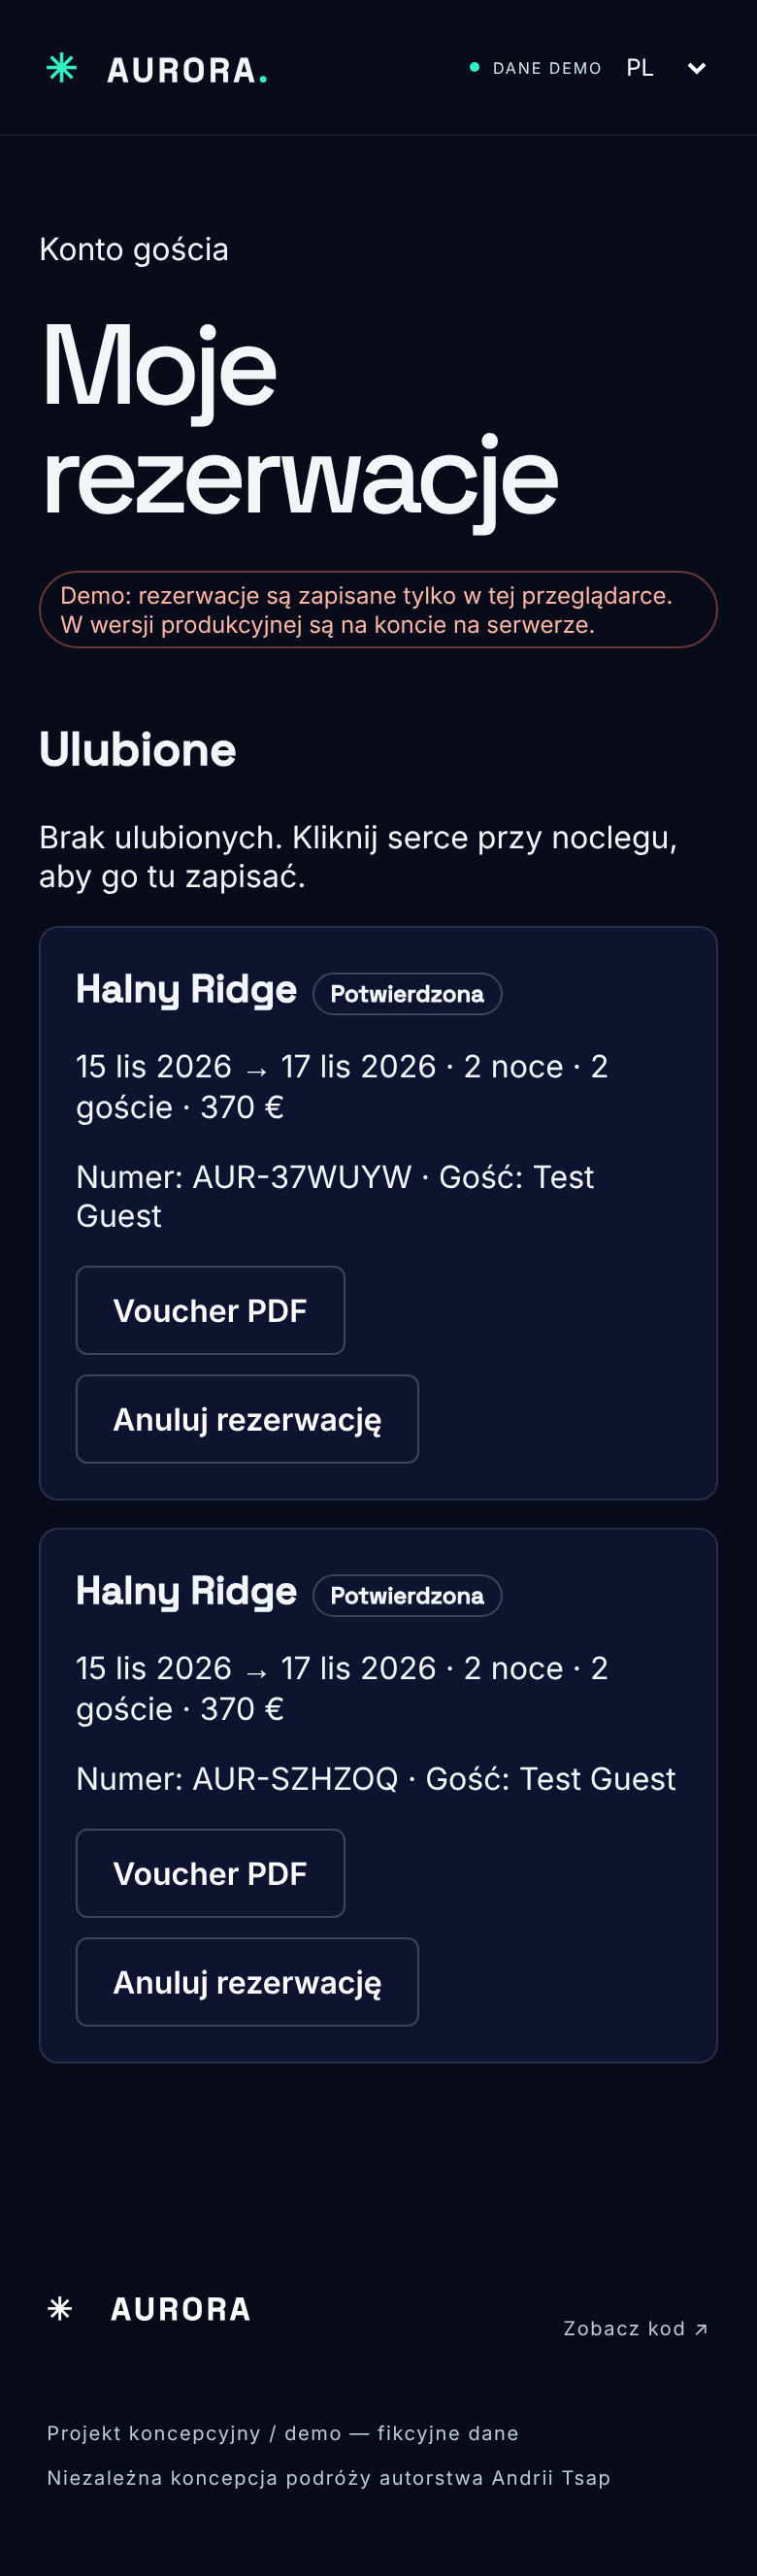 AURORA.
DANE DEMO
PL
Konto gościa
Moje
rezerwacje
Demo: rezerwacje są zapisane tylko w tej przeglądarce.
W wersji produkcyjnej są na koncie na serwerze.
Ulubione
Brak ulubionych. Kliknij serce przy noclegu,
aby go tu zapisać.
Halny Ridge Potwierdzona
15 lis 2026 → 17 lis 2026 · 2 noce · 2
goście · 370 €
Numer: AUR-37WUYW · Gość: Test
Guest
Voucher PDF
Anuluj rezerwację
Halny Ridge Potwierdzona
15 lis 2026 → 17 lis 2026 · 2 noce · 2
goście · 370 €
Numer: AUR-SZHZOQ · Gość: Test Guest
Voucher PDF
Anuluj rezerwację
AURORA
Zobacz kod ↗
Projekt koncepcyjny / demo — fikcyjne dane
Niezależna koncepcja podróży autorstwa Andrii Tsap